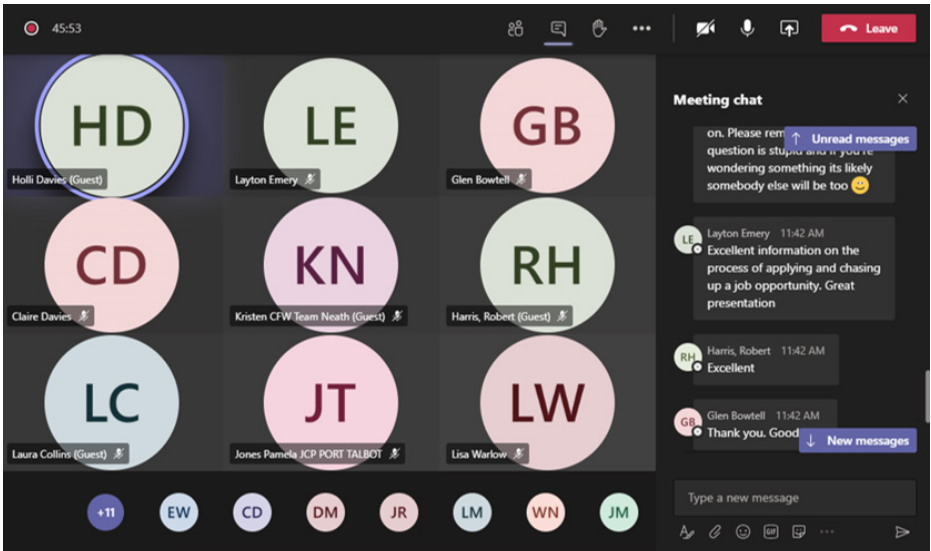 45:53
Leave
HD
Holli Davies (Guest)
LE
Layton Emery
GB
Glen Bowtell
CD
Claire Davies
KN
Kristen CFW Team Neath (Guest)
RH
Harris, Robert (Guest)
LC
Laura Collins (Guest)
JT
Jones Pamela JCP PORT TALBOT
LW
Lisa Warlow
+11
EW
CD
DM
JR
LM
WN
JM
Meeting chat
on. Please
Unread messages
question is stupid and if you're
wondering something its likely
somebody else will be too
LE
Layton Emery 11:42 AM
Excellent information on the
process of applying and chasing
up a job opportunity. Great
presentation
RH
Harris, Robert 11:42 AM
Excellent
GB
Glen Bowtell 11:42 AM
Thank you. Good
New messages
Type a new message
GIF